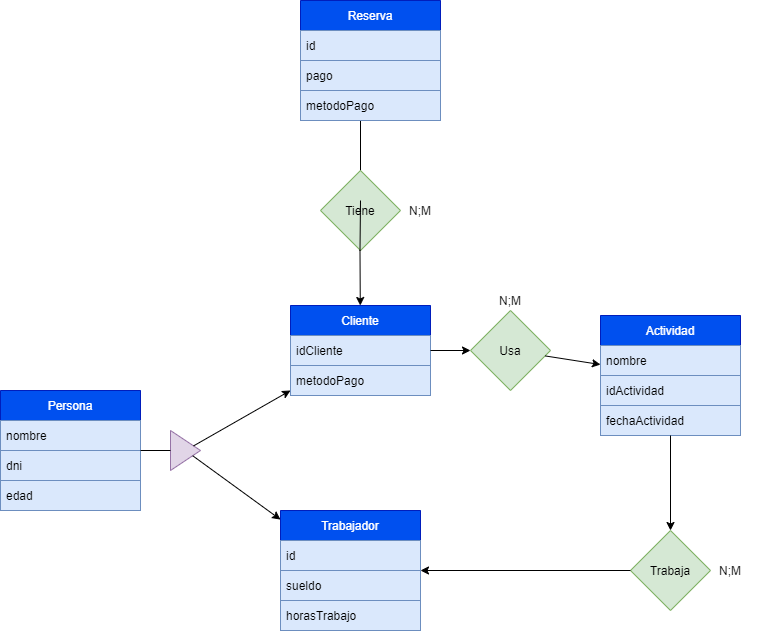 Reserva
id
pago
metodoPago
Tiene
N;M
Cliente
idCliente
metodoPago
N;M
Usa
Actividad
nombre
idActividad
fechaActividad
Persona
nombre
dni
edad
Trabajador
id
sueldo
horasTrabajo
Trabaja
N;M